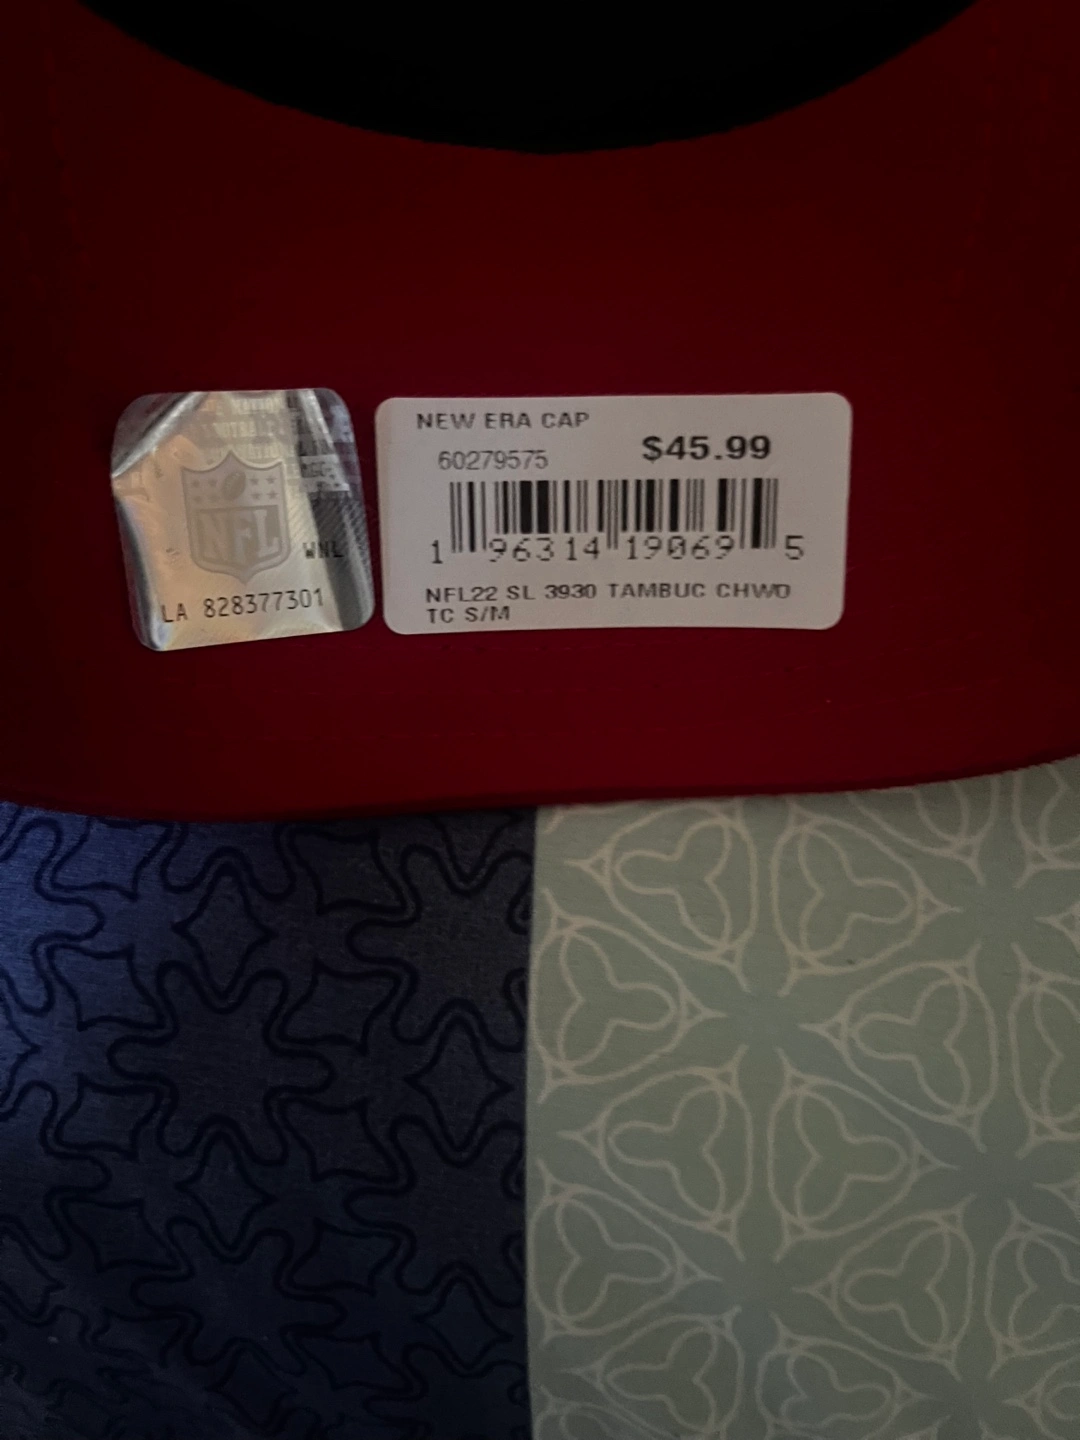 NFL
WNL
LA 828377301
NEW ERA CAP
60279575
$45.99
1 96314 19069 5
NFL22 SL 3930 TAMBUC CHWO
TC S/M